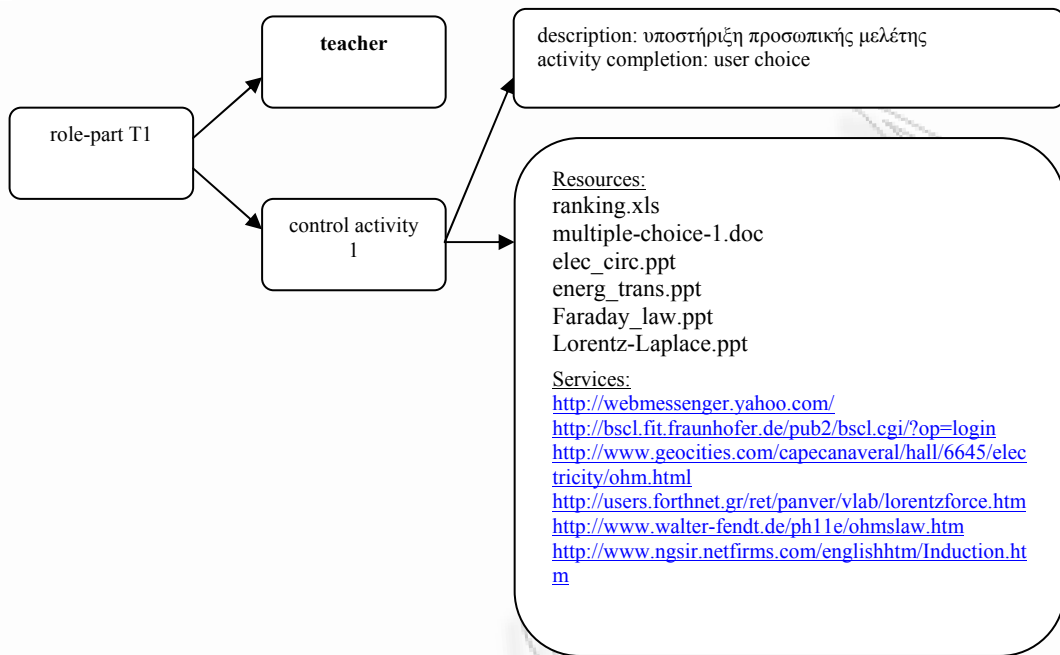 teacher
description: υποστήριξη προσωπικής μελέτης
activity completion: user choice
role-part T1
control activity
1
Resources:
ranking.xls
multiple-choice-1.doc
elec_circ.ppt
energ_trans.ppt
Faraday_law.ppt
Lorentz-Laplace.ppt
Services:
http://webmessenger.yahoo.com/
http://bscl.fit.fraunhofer.de/pub2/bscl.cgi/?op=login
http://www.geocities.com/capecanaveral/hall/6645/elec
tricity/ohm.html
http://users.forthnet.gr/ret/panver/vlab/lorentzforce.htm
http://www.walter-fendt.de/ph11e/ohmslaw.htm
http://www.ngsir.netfirms.com/englishhtm/Induction.ht
m